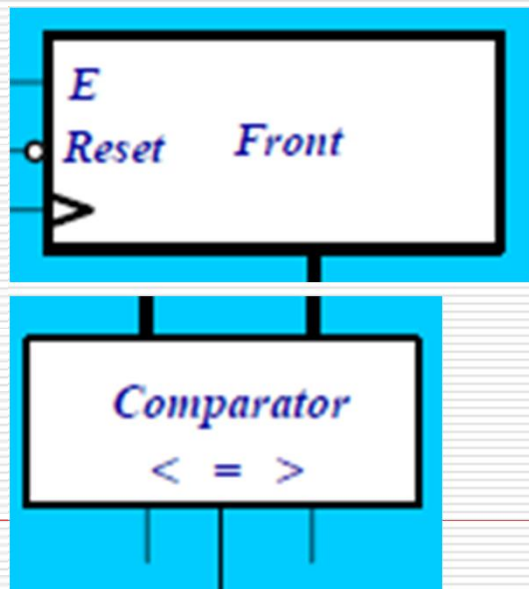 E
Reset Front
Comparator
< = >